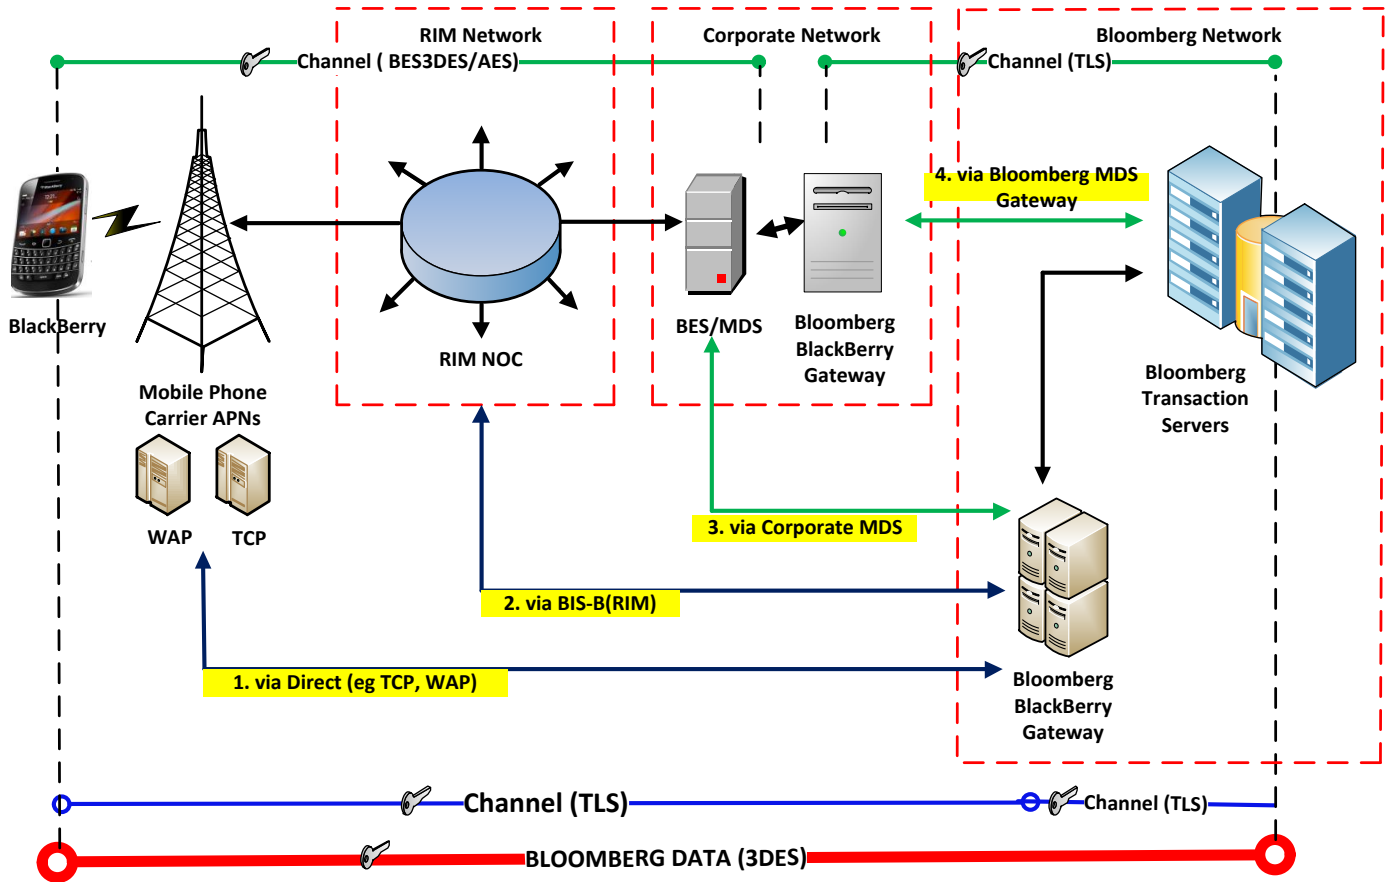 RIM Network
Corporate Network
Bloomberg Network
Channel ( BES3DES/AES)
Channel (TLS)
4. via Bloomberg MDS
Gateway
BlackBerry
RIM NOC
BES/MDS
Bloomberg
BlackBerry
Gateway
Mobile Phone
Carrier APNs
Bloomberg
Transaction
Servers
WAP
TCP
3. via Corporate MDS
2. via BIS-B(RIM)
1. via Direct (eg TCP, WAP)
Bloomberg
BlackBerry
Gateway
Channel (TLS)
Channel (TLS)
BLOOMBERG DATA (3DES)